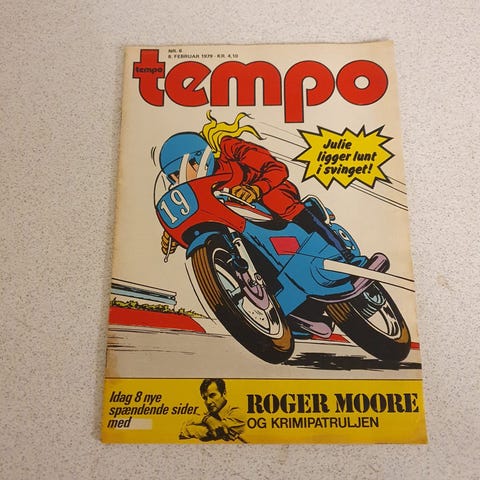 NR. 6
8. FEBRUAR 1979 - KR. 4,10
tempo
tempo
Julie
ligger lunt
i svinget!
19
19
Idag 8 nye
spændende sider
med
ROGER MOORE
OG KRIMIPATRULJEN